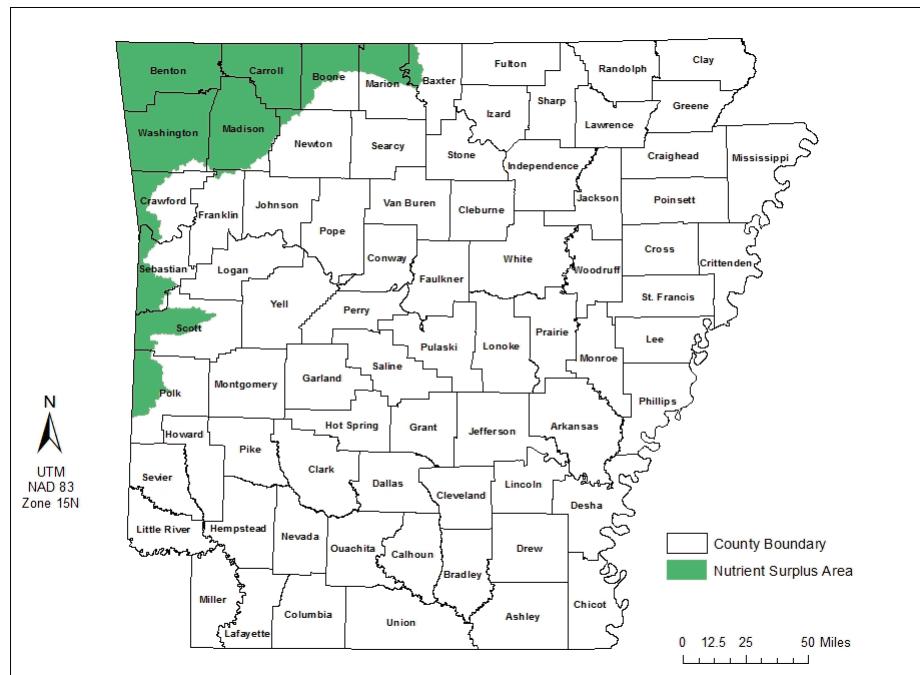 Benton
Carroll
Boone
Marion
Baxter
Fulton
Randolph
Clay
Sharp
Izard
Greene
Washington
Madison
Lawrence
Newton
Searcy
Stone
Independence
Craighead
Mississippi
Crawford
Franklin
Johnson
Van Buren
Cleburne
Jackson
Poinsett
Pope
Sebastian
Logan
Conway
Faulkner
White
Woodruff
Cross
Crittenden
St. Francis
Yell
Perry
Scott
Pulaski
Lonoke
Prairie
Monroe
Lee
Saline
Garland
Montgomery
Polk
Phillips
N
UTM
NAD 83
Zone 15N
Howard
Hot Spring
Grant
Jefferson
Arkansas
Pike
Clark
Sevier
Dallas
Cleveland
Lincoln
Desha
Little River
Hempstead
Nevada
Ouachita
Calhoun
Bradley
Drew
Miller
Lafayette
Columbia
Union
Ashley
Chicot
County Boundary
Nutrient Surplus Area
0 12.5 25 50 Miles